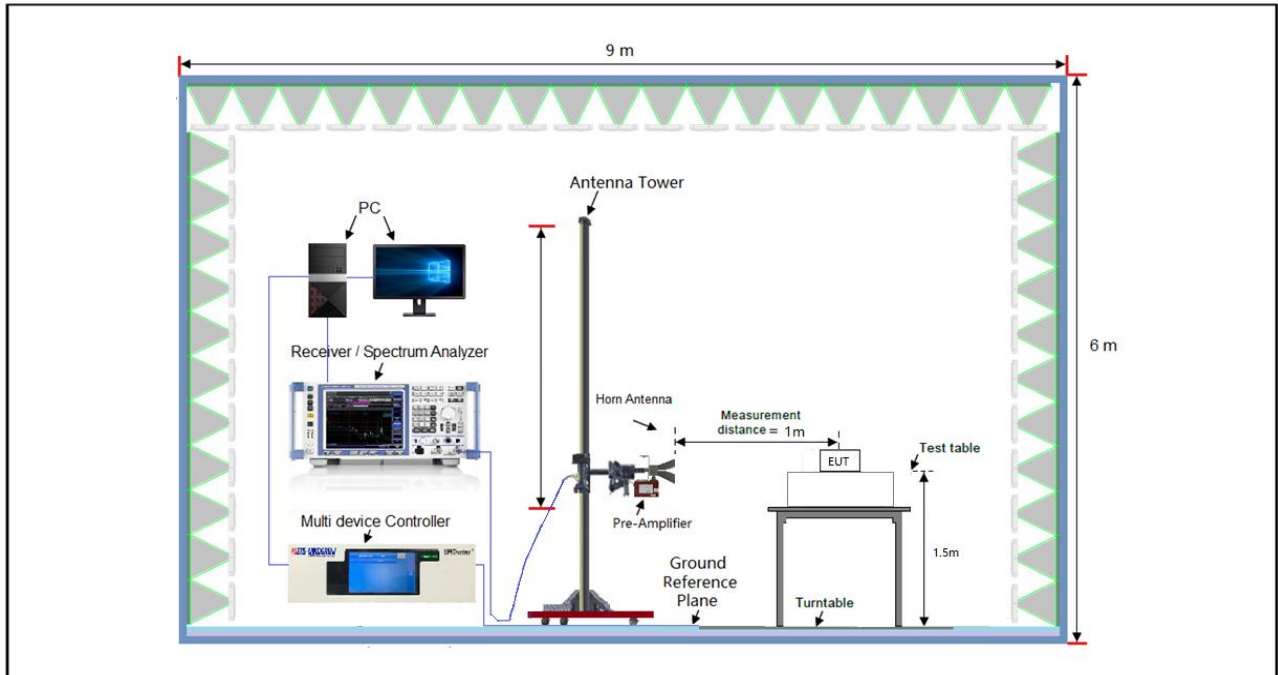 9 m
Antenna Tower
PC
Receiver / Spectrum Analyzer
6 m
Horn Antenna
Measurement
distance = 1m
EUT
Test table
Pre-Amplifier
Multi device Controller
1.5m
Ground
Reference
Plane
Turntable